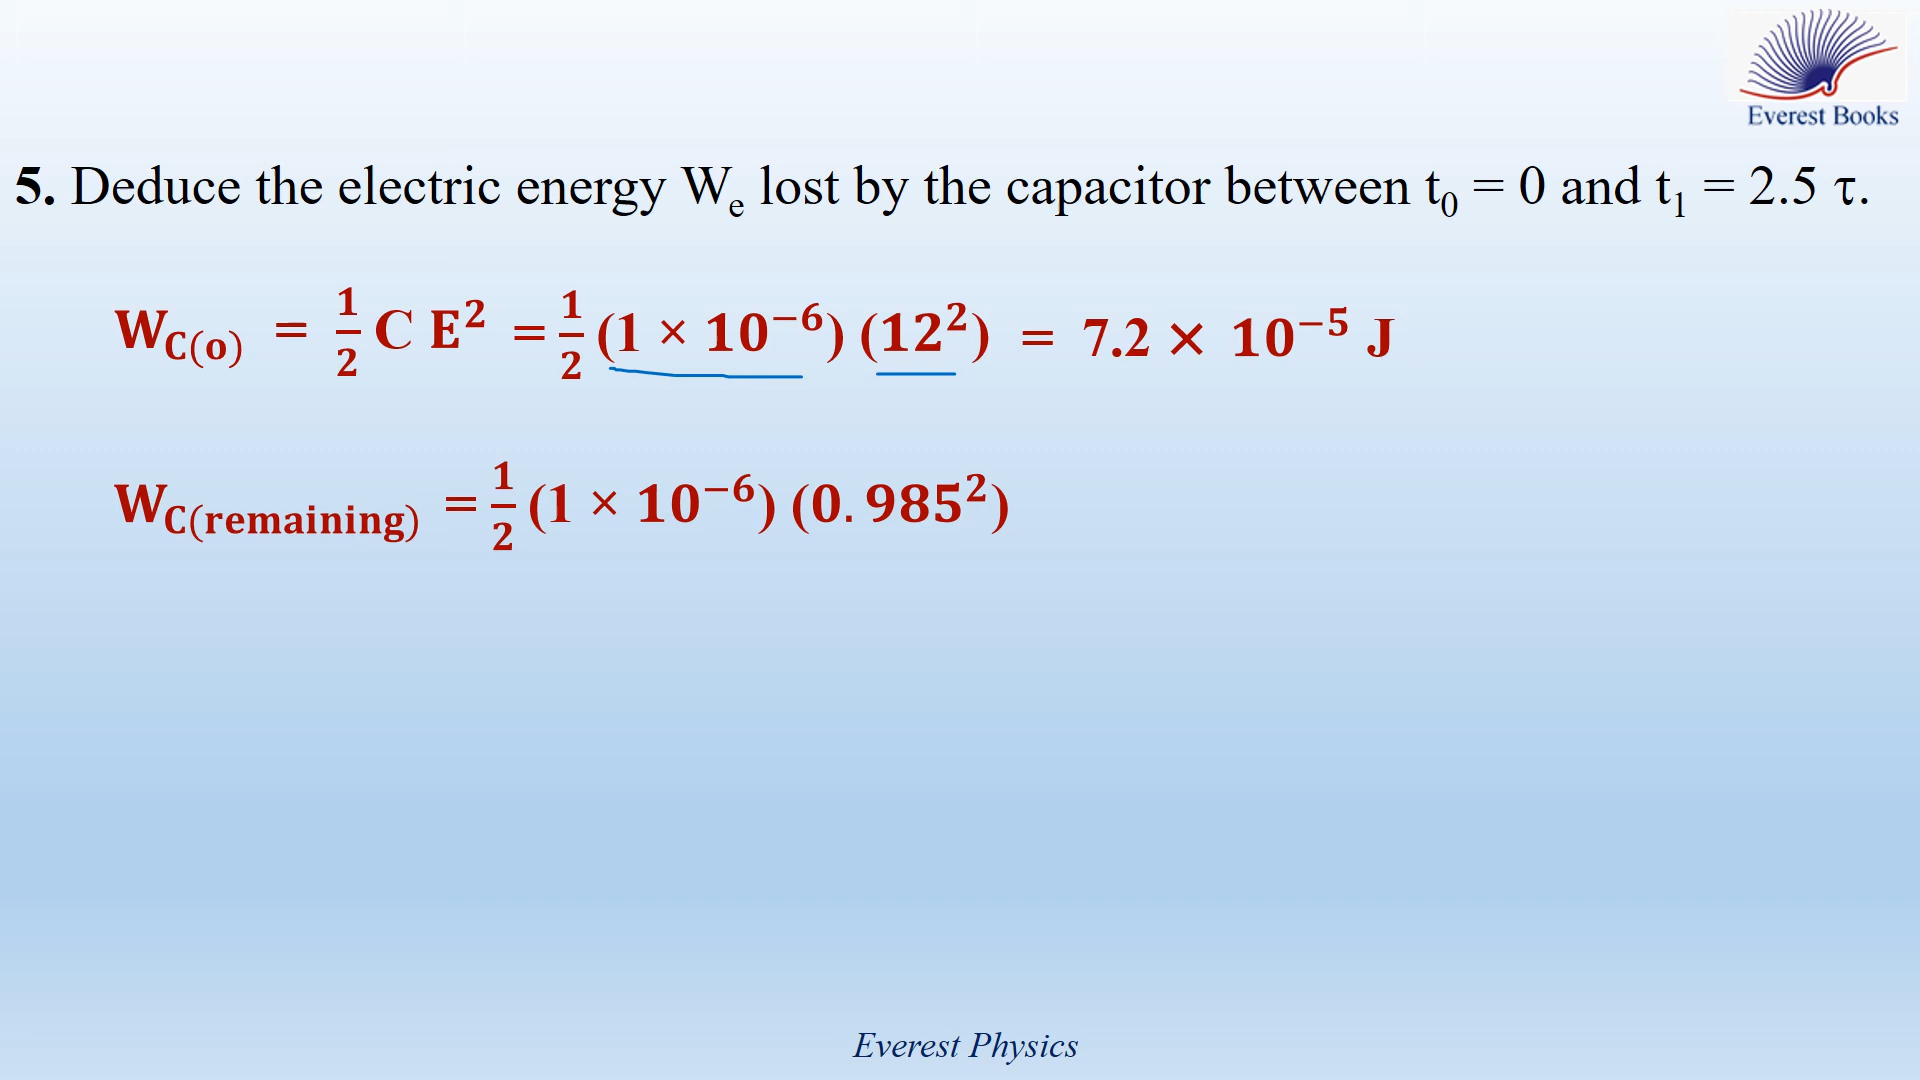 Everest Books
5. Deduce the electric energy Wₑ lost by the capacitor between t₀ = 0 and t₁ = 2.5 τ.
W_C(o) = 1/2 C E² = 1/2 (1 × 10⁻⁶) (12²) = 7.2 × 10⁻⁵ J
W_C(remaining) = 1/2 (1 × 10⁻⁶) (0.985²)
Everest Physics